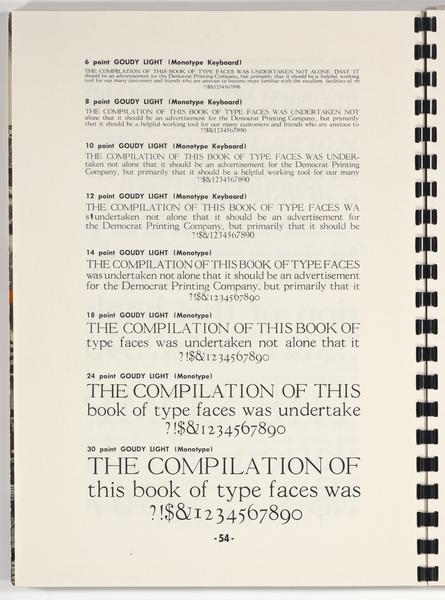 6 point GOUDY LIGHT (Monotype Keyboard)
THE COMPILATION OF THIS BOOK OF TYPE FACES WAS UNDERTAKEN NOT ALONE THAT IT
should be an advertisement for the Democrat Printing Company, but primarily that it should be a helpful working
tool for our many customers and friends who are anxious to become more familiar with the excellent facilities of th
?!$&1234567890
8 point GOUDY LIGHT (Monotype Keyboard)
THE COMPILATION OF THIS BOOK OF TYPE FACES WAS UNDERTAKEN NOT
alone that it should be an advertisement for the Democrat Printing Company, but primarily
that it should be a helpful working tool for our many customers and friends who are anxious to
?!$&1234567890
10 point GOUDY LIGHT (Monotype Keyboard)
THE COMPILATION OF THIS BOOK OF TYPE FACES WAS UNDER-
taken not alone that it should be an advertisement for the Democrat Printing
Company, but primarily that it should be a helpful working tool for our many
?!$&1234567890
12 point GOUDY LIGHT (Monotype Keyboard)
THE COMPILATION OF THIS BOOK OF TYPE FACES WA
s undertaken not alone that it should be an advertisement for
the Democrat Printing Company, but primarily that it should be
?!$&1234567890
14 point GOUDY LIGHT (Monotype)
THE COMPILATION OF THIS BOOK OF TYPE FACES
was undertaken not alone that it should be an advertisement
for the Democrat Printing Company, but primarily that it
?!$&1234567890
18 point GOUDY LIGHT (Monotype)
THE COMPILATION OF THIS BOOK OF
type faces was undertaken not alone that it
?!$&1234567890
24 point GOUDY LIGHT (Monotype)
THE COMPILATION OF THIS
book of type faces was undertake
?!$&1234567890
30 point GOUDY LIGHT (Monotype)
THE COMPILATION OF
this book of type faces was
?!$&1234567890
-54-